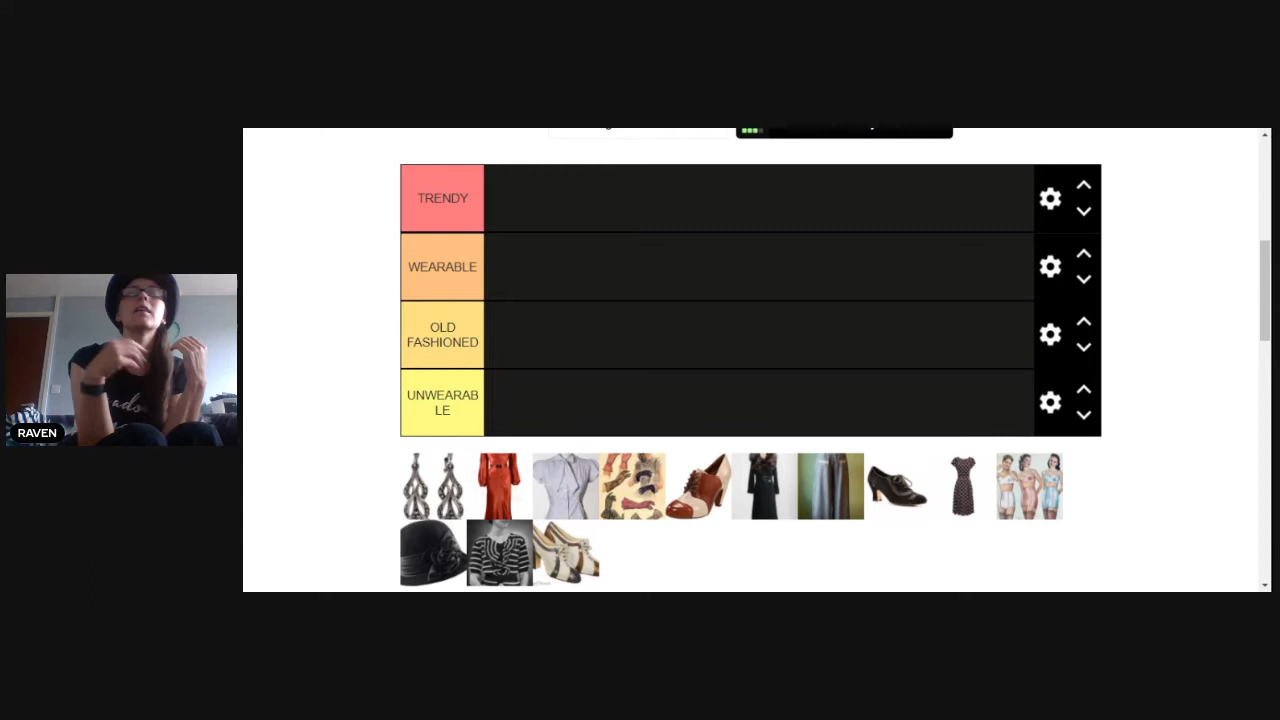 TRENDY
WEARABLE
OLD
FASHIONED
UNWEARAB
LE
RAVEN